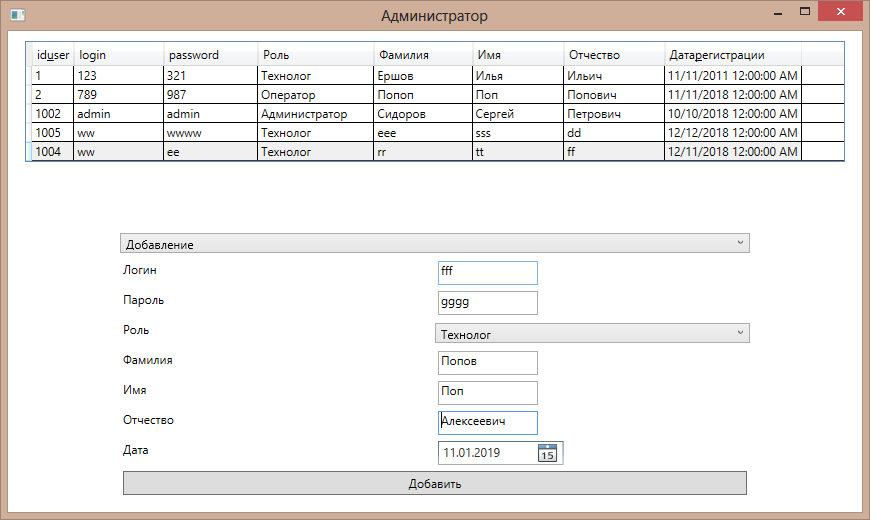 Администратор
iduser login password Роль Фамилия Имя Отчество Датарегистрации
1 123 321 Технолог Ершов Илья Ильич 11/11/2011 12:00:00 AM
2 789 987 Оператор Попоп Поп Попович 11/11/2018 12:00:00 AM
1002 admin admin Администратор Сидоров Сергей Петрович 10/10/2018 12:00:00 AM
1005 ww wwww Технолог eee sss dd 12/12/2018 12:00:00 AM
1004 ww ee Технолог rr tt ff 12/11/2018 12:00:00 AM
Добавление
Логин fff
Пароль gggg
Роль Технолог
Фамилия Попов
Имя Поп
Отчество Алексеевич
Дата 11.01.2019 15
Добавить